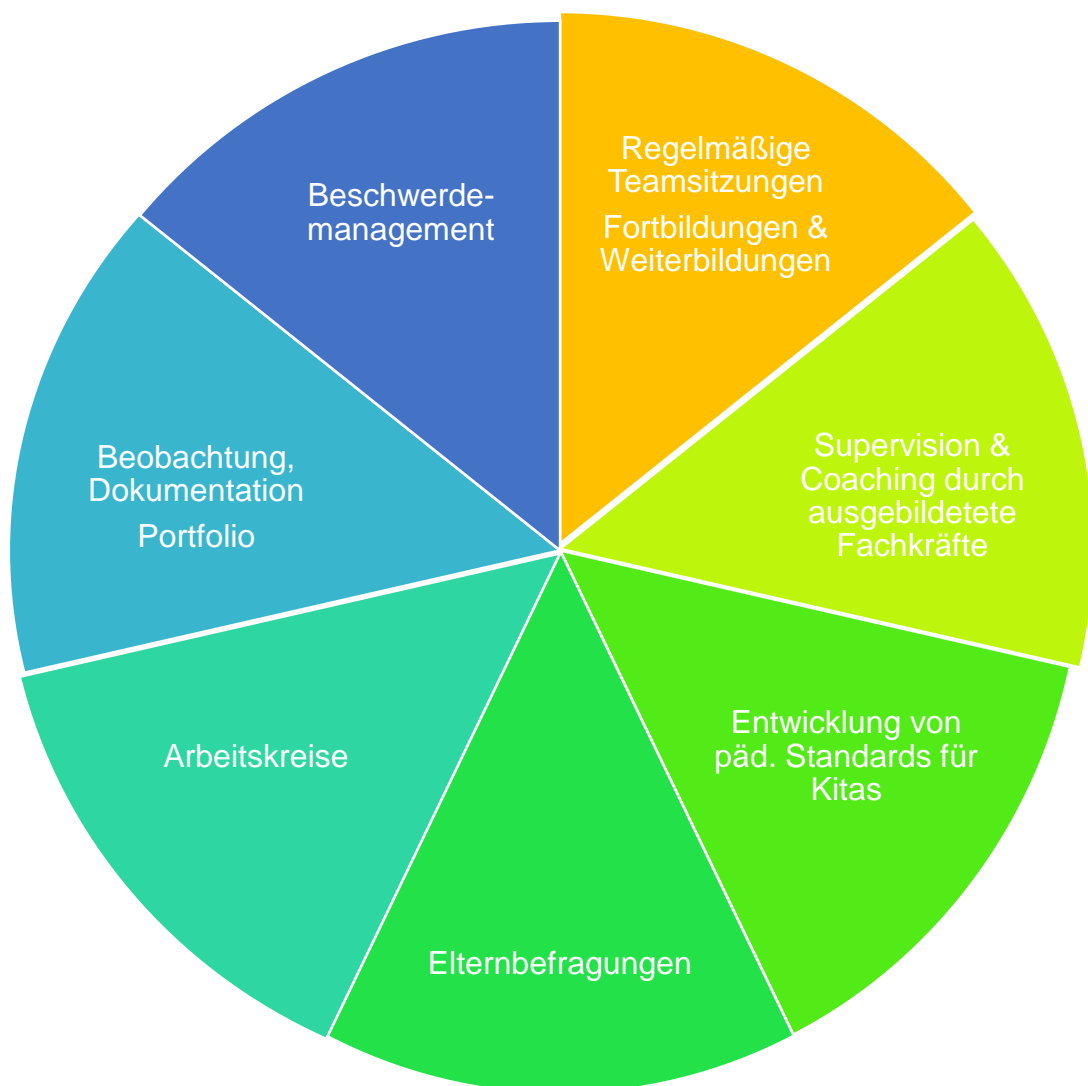 Regelmäßige
Teamsitzungen
Fortbildungen &
Weiterbildungen
Supervision &
Coaching durch
ausgebildetete
Fachkräfte
Entwicklung von
päd. Standards für
Kitas
Elternbefragungen
Arbeitskreise
Beobachtung,
Dokumentation
Portfolio
Beschwerde-
management